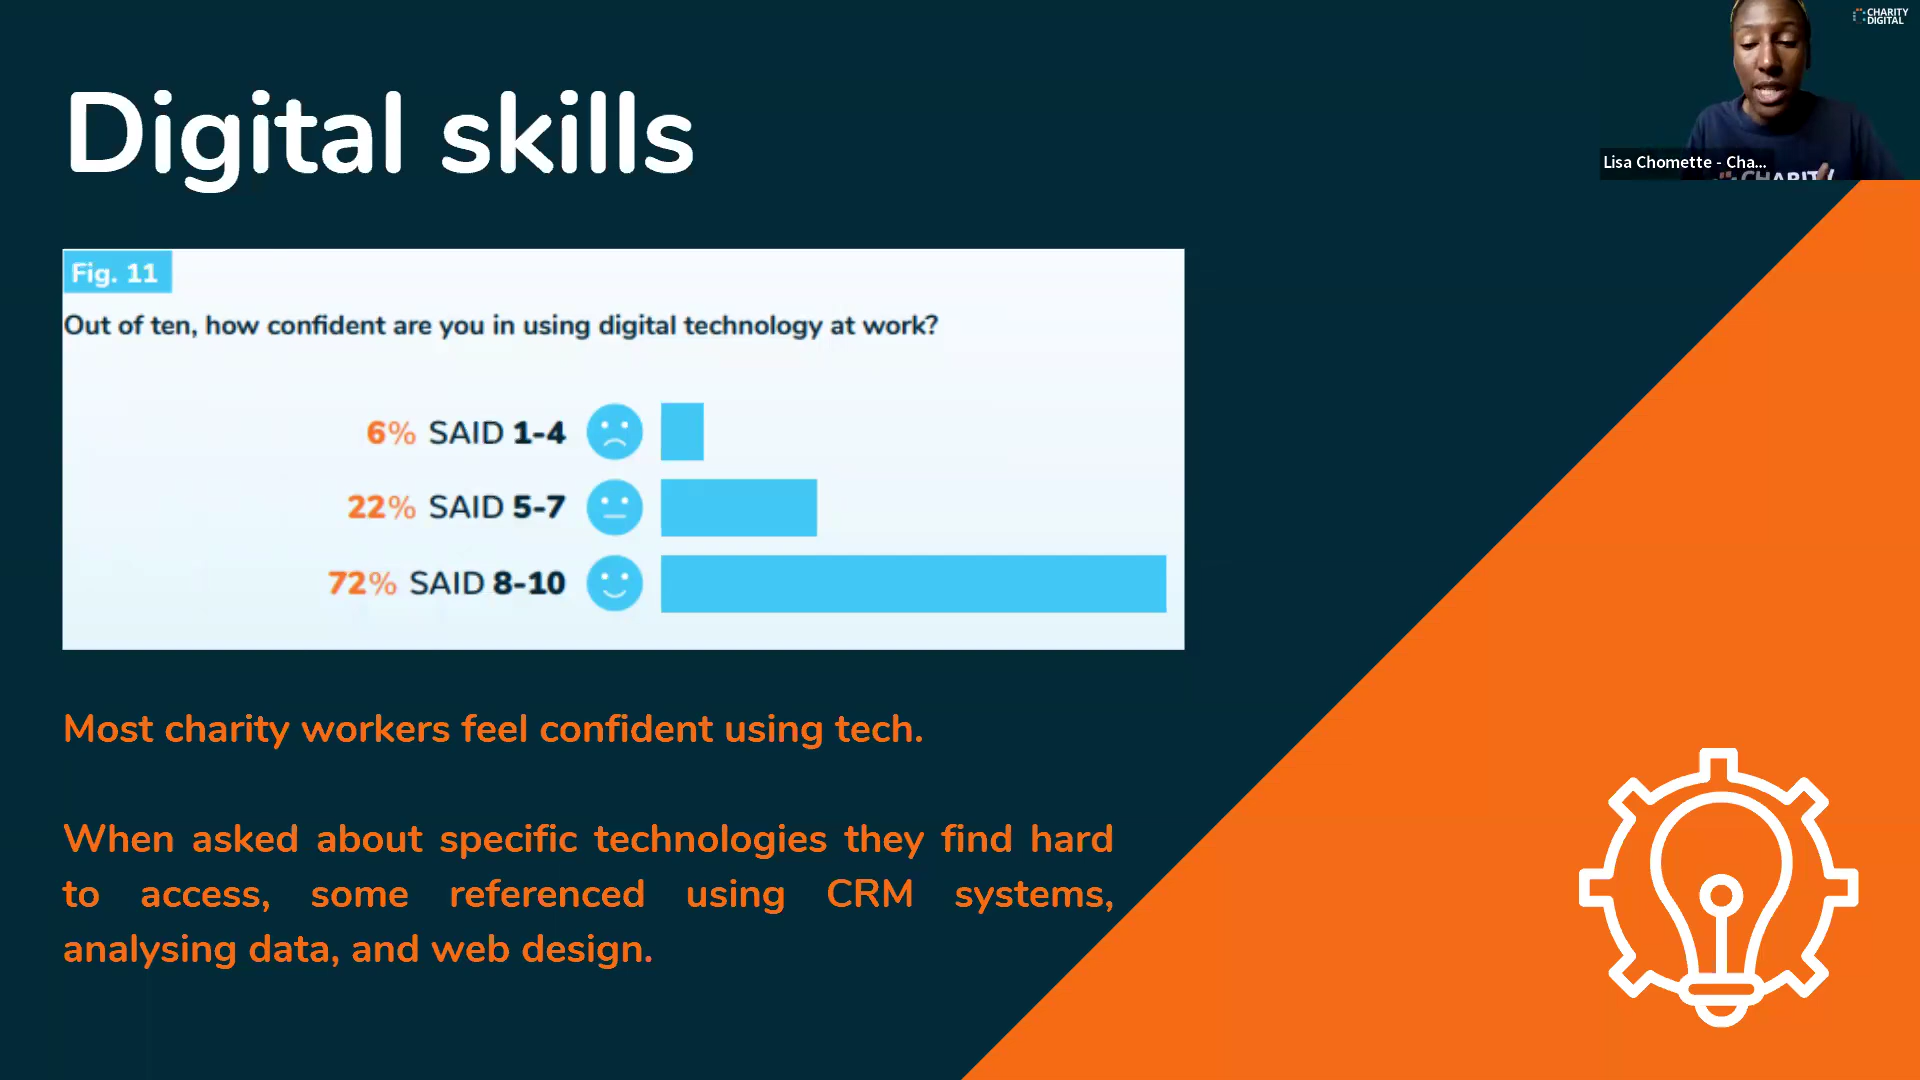 CHARITY
DIGITAL
Digital skills
Lisa Chomette - Cha...
CHARITY
Fig. 11
Out of ten, how confident are you in using digital technology at work?
6% SAID 1-4
22% SAID 5-7
72% SAID 8-10
Most charity workers feel confident using tech.
When asked about specific technologies they find hard
to access, some referenced using CRM systems,
analysing data, and web design.